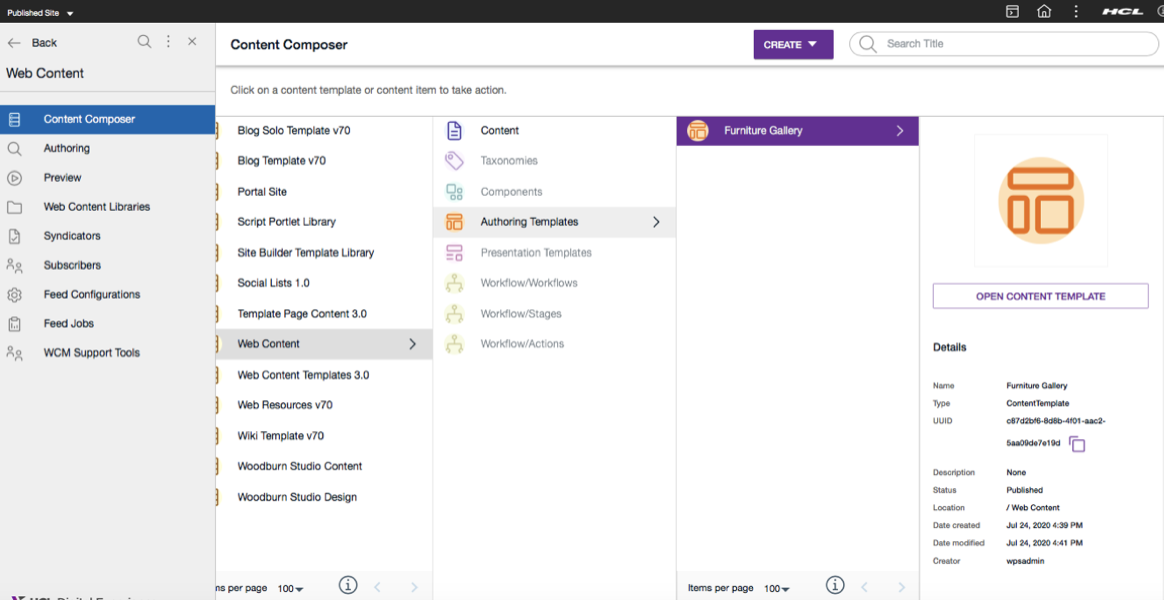 Published Site
HCL
Back
Web Content
Content Composer
Authoring
Preview
Web Content Libraries
Syndicators
Subscribers
Feed Configurations
Feed Jobs
WCM Support Tools
Content Composer
CREATE
Search Title
Click on a content template or content item to take action.
Blog Solo Template v70
Blog Template v70
Portal Site
Script Portlet Library
Site Builder Template Library
Social Lists 1.0
Template Page Content 3.0
Web Content
Web Content Templates 3.0
Web Resources v70
Wiki Template v70
Woodburn Studio Content
Woodburn Studio Design
per page 100
Content
Taxonomies
Components
Authoring Templates
Presentation Templates
Workflow/Workflows
Workflow/Stages
Workflow/Actions
Furniture Gallery
Items per page 100
OPEN CONTENT TEMPLATE
Details
Name Furniture Gallery
Type ContentTemplate
UUID c87d2bf6-8d8b-4f01-aac2-
5aa09de7e19d
Description None
Status Published
Location / Web Content
Date created Jul 24, 2020 4:39 PM
Date modified Jul 24, 2020 4:41 PM
Creator wpsadmin